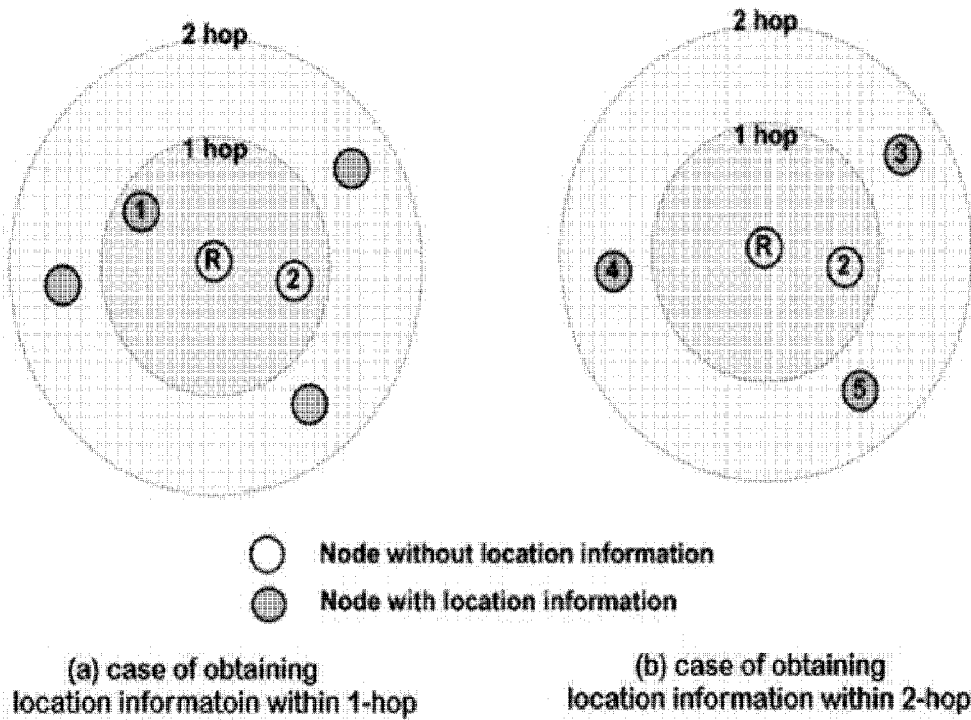 2 hop
1 hop
1
R
2
2 hop
1 hop
3
R
2
4
5
Node without location information
Node with location information
(a) case of obtaining
location informatoin within 1-hop
(b) case of obtaining
location information within 2-hop